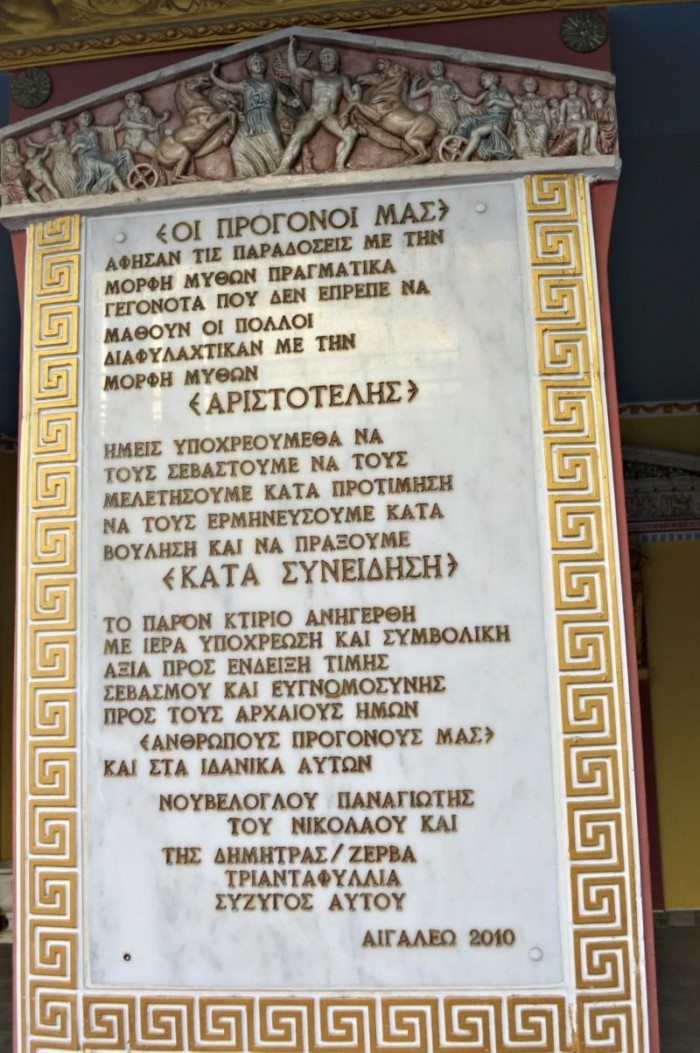 ‹ΟΙ ΠΡΟΓΟΝΟΙ ΜΑΣ›
ΑΦΗΣΑΝ ΤΙΣ ΠΑΡΑΔΟΣΕΙΣ ΜΕ ΤΗΝ
ΜΟΡΦΗ ΜΥΘΩΝ ΠΡΑΓΜΑΤΙΚΑ
ΓΕΓΟΝΟΤΑ ΠΟΥ ΔΕΝ ΕΠΡΕΠΕ ΝΑ
ΜΑΘΟΥΝ ΟΙ ΠΟΛΛΟΙ
ΔΙΑΦΥΛΑΧΤΙΚΑΝ ΜΕ ΤΗΝ
ΜΟΡΦΗ ΜΥΘΩΝ
‹ΑΡΙΣΤΟΤΕΛΗΣ›
ΗΜΕΙΣ ΥΠΟΧΡΕΟΥΜΕΘΑ ΝΑ
ΤΟΥΣ ΣΕΒΑΣΤΟΥΜΕ ΝΑ ΤΟΥΣ
ΜΕΛΕΤΗΣΟΥΜΕ ΚΑΤΑ ΠΡΟΤΙΜΗΣΗ
ΝΑ ΤΟΥΣ ΕΡΜΗΝΕΥΣΟΥΜΕ ΚΑΤΑ
ΒΟΥΛΗΣΗ ΚΑΙ ΝΑ ΠΡΑΞΟΥΜΕ
‹ΚΑΤΑ ΣΥΝΕΙΔΗΣΗ›
ΤΟ ΠΑΡΟΝ ΚΤΙΡΙΟ ΑΝΗΓΕΡΘΗ
ΜΕ ΙΕΡΑ ΥΠΟΧΡΕΩΣΗ ΚΑΙ ΣΥΜΒΟΛΙΚΗ
ΑΞΙΑ ΠΡΟΣ ΕΝΔΕΙΞΗ ΤΙΜΗΣ
ΣΕΒΑΣΜΟΥ ΚΑΙ ΕΥΓΝΩΜΟΣΥΝΗΣ
ΠΡΟΣ ΤΟΥΣ ΑΡΧΑΙΟΥΣ ΗΜΩΝ
‹ΑΝΘΡΩΠΟΥΣ ΠΡΟΓΟΝΟΥΣ ΜΑΣ›
ΚΑΙ ΣΤΑ ΙΔΑΝΙΚΑ ΑΥΤΩΝ
ΝΟΥΒΕΛΟΓΛΟΥ ΠΑΝΑΓΙΩΤΗΣ
ΤΟΥ ΝΙΚΟΛΑΟΥ ΚΑΙ
ΤΗΣ ΔΗΜΗΤΡΑΣ/ΖΕΡΒΑ
ΤΡΙΑΝΤΑΦΥΛΛΙΑ
ΣΥΖΥΓΟΣ ΑΥΤΟΥ
ΑΙΓΑΛΕΩ 2010